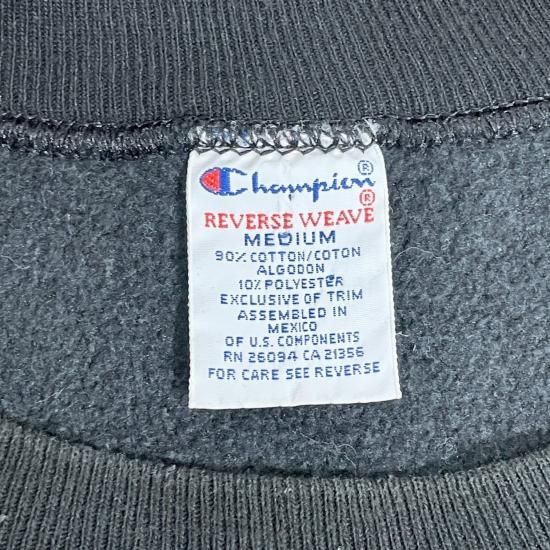 Champion®
REVERSE WEAVE®
MEDIUM
90% COTTON/COTON
ALGODON
10% POLYESTER
EXCLUSIVE OF TRIM
ASSEMBLED IN
MEXICO
OF U.S. COMPONENTS
RN 26094 CA 21356
FOR CARE SEE REVERSE